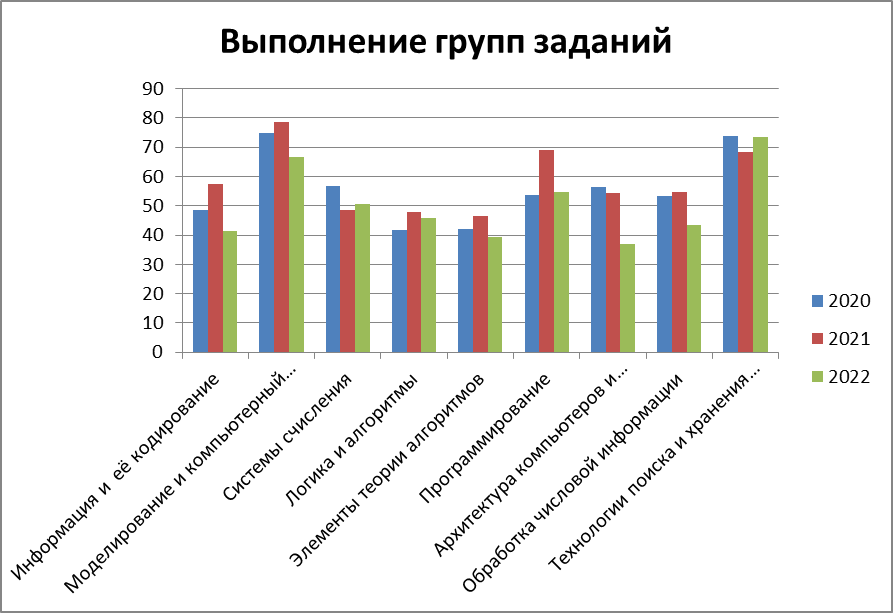 Выполнение групп заданий
90
80
70
60
50
40
30
20
10
0
Информация и её кодирование
Моделирование и компьютерный...
Системы счисления
Логика и алгоритмы
Элементы теории алгоритмов
Программирование
Архитектура компьютеров и...
Обработка числовой информации
Технологии поиска и хранения...
2020
2021
2022